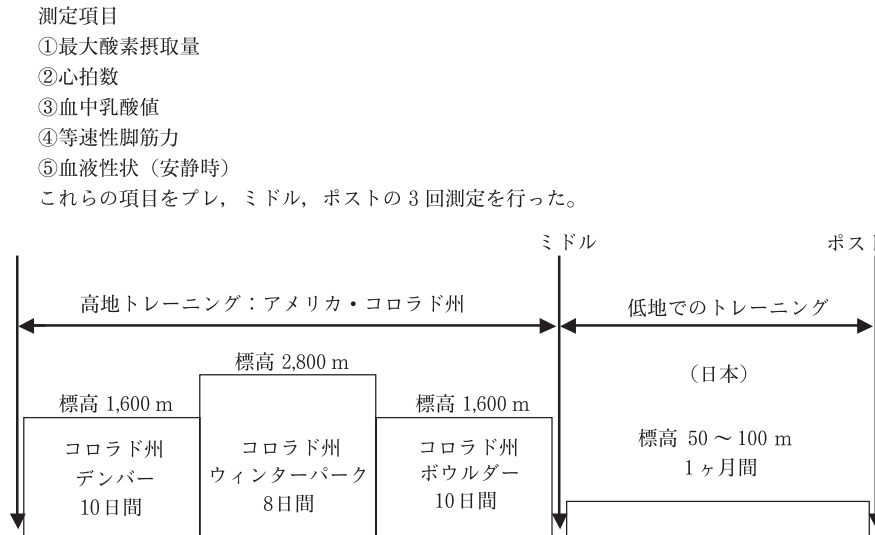 測定項目
①最大酸素摂取量
②心拍数
③血中乳酸値
④等速性脚筋力
⑤血液性状（安静時）
これらの項目をプレ，ミドル，ポストの 3 回測定を行った。
ミドル
ポスト
高地トレーニング：アメリカ・コロラド州
低地でのトレーニング
標高 2,800 m
（日本）
標高 1,600 m
標高 1,600 m
コロラド州
デンバー
10日間
コロラド州
ウィンターパーク
8日間
コロラド州
ボウルダー
10日間
標高 50 ～ 100 m
1 ヶ月間